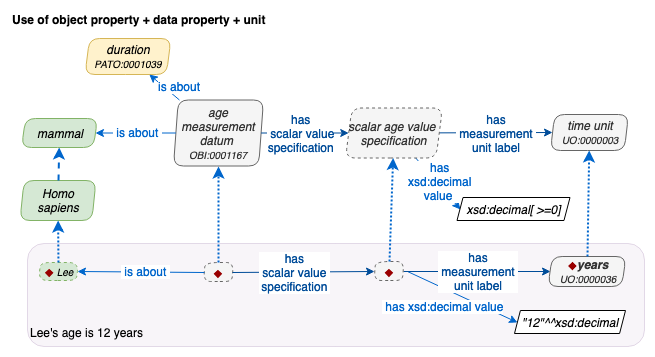 Use of object property + data property + unit
duration
PATO:0001039
is about
age
measurement
datum
OBI:0001167
mammal
is about
has
scalar value
specification
scalar age value
specification
has
measurement
unit label
time unit
UO:0000003
has
xsd:decimal
value
Homo
sapiens
xsd:decimal[ >=0]
Lee
is about
has
scalar value
specification
has
measurement
unit label
years
UO:0000036
has xsd:decimal value
"12"^^xsd:decimal
Lee's age is 12 years